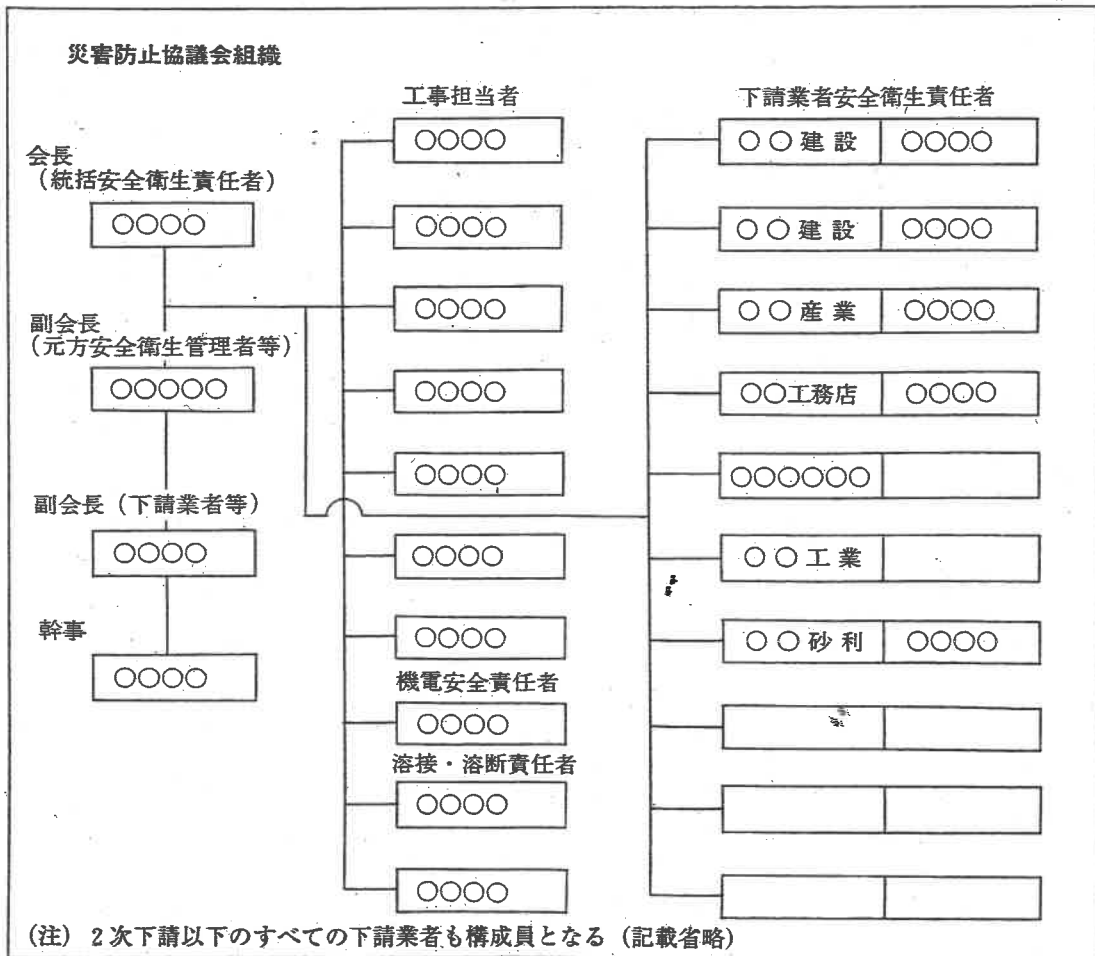 災害防止協議会組織
会長
(統括安全衛生責任者)
○○○○
副会長
(元方安全衛生管理者等)
○○○○○
副会長(下請業者等)
○○○○
幹事
○○○○
工事担当者
○○○○
○○○○
○○○○
○○○○
○○○○
○○○○
○○○○
機電安全責任者
○○○○
溶接・溶断責任者
○○○○
○○○○
下請業者安全衛生責任者
○○建設 ○○○○
○○建設 ○○○○
○○産業 ○○○○
○○工務店 ○○○○
○○○○○○
○○工業
○○砂利 ○○○○
(注) 2次下請以下のすべての下請業者も構成員となる(記載省略)